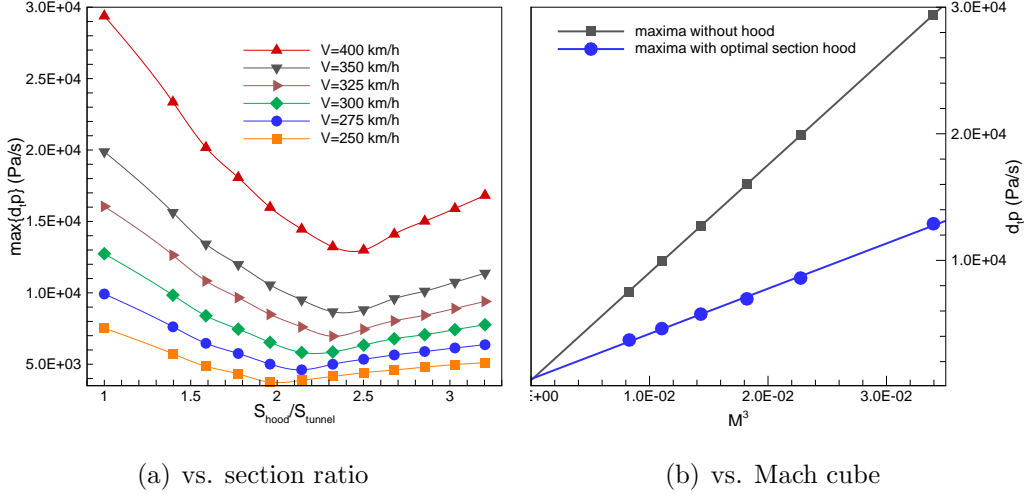 3.0E+04
2.5E+04
2.0E+04
1.5E+04
1.0E+04
5.0E+03
max{dₜp} (Pa/s)
V=400 km/h
V=350 km/h
V=325 km/h
V=300 km/h
V=275 km/h
V=250 km/h
1 1.5 2 2.5 3
S_hood/S_tunnel
(a) vs. section ratio
maxima without hood
maxima with optimal section hood
3.0E+04
2.0E+04
1.0E+04
dₜp (Pa/s)
E+00 1.0E-02 2.0E-02 3.0E-02
M³
(b) vs. Mach cube